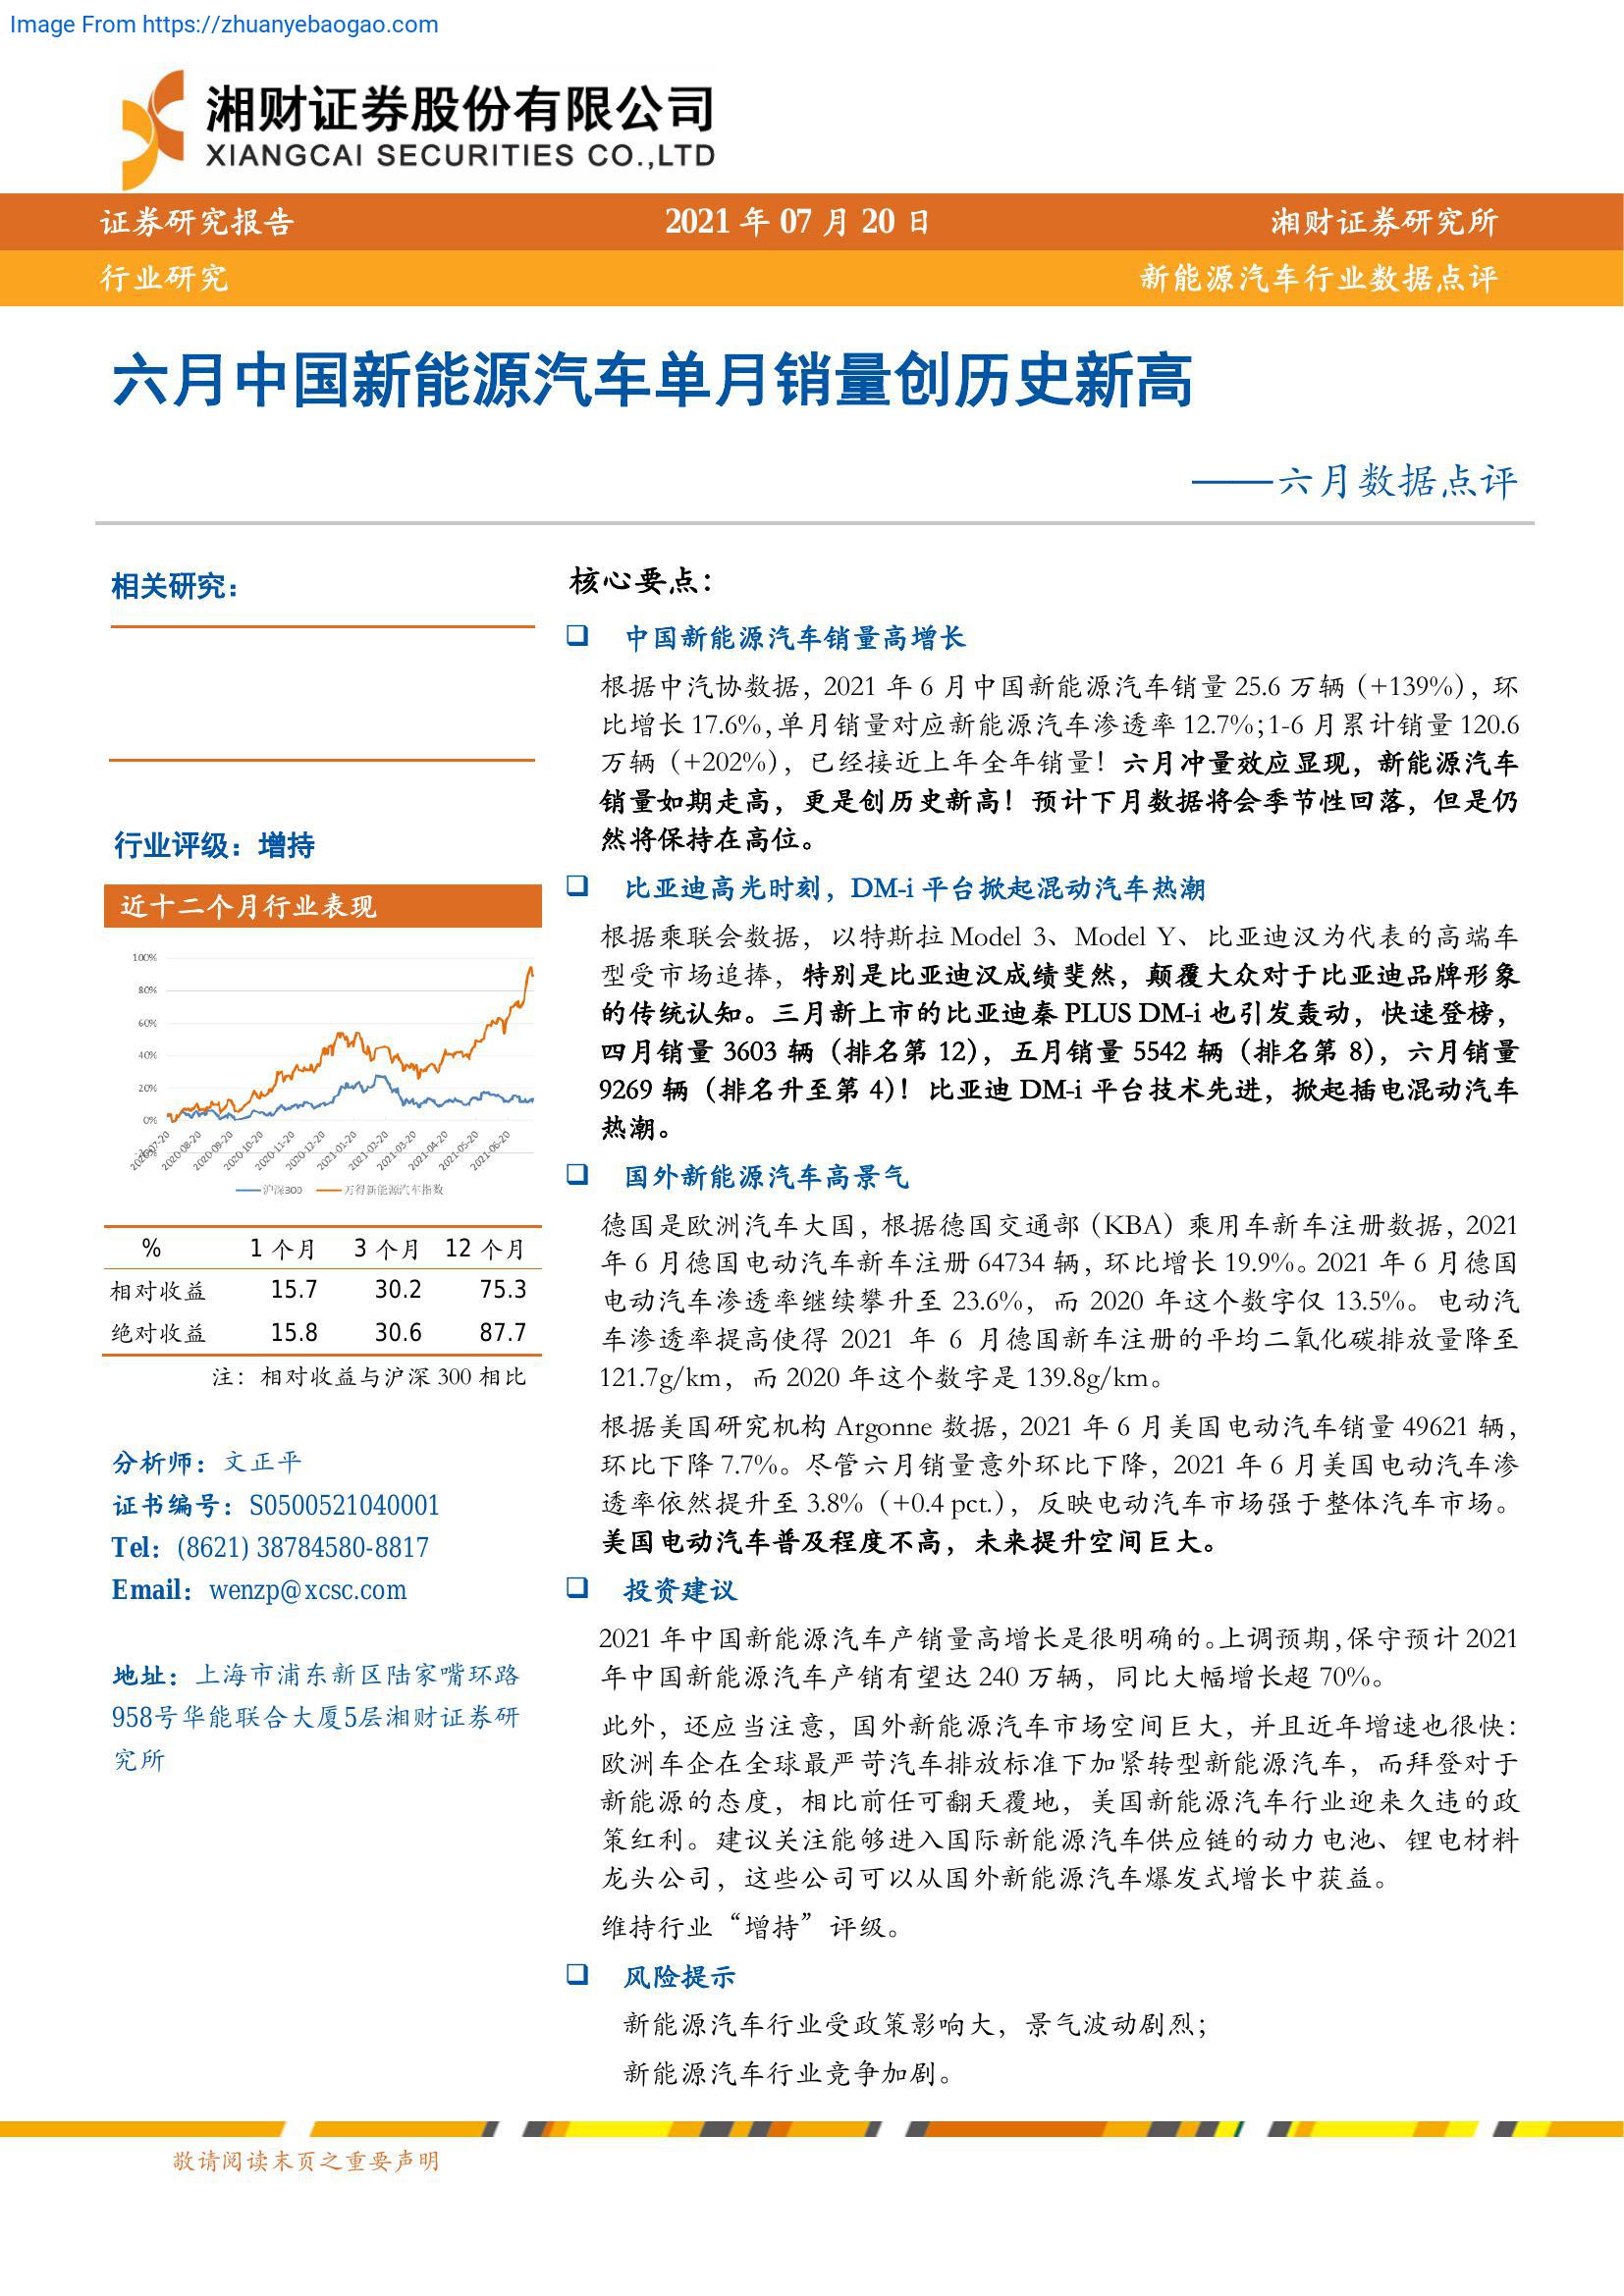 Image From https://zhuanyebaogao.com
湘财证券股份有限公司
XIANGCAI SECURITIES CO.,LTD
证券研究报告 2021 年 07 月 20 日 湘财证券研究所
行业研究 新能源汽车行业数据点评
六月中国新能源汽车单月销量创历史新高
——六月数据点评
相关研究：
行业评级：增持
近十二个月行业表现
100%
80%
60%
40%
20%
0%
2020-07-20 2020-08-20 2020-09-20 2020-10-20 2020-11-20 2020-12-20 2021-01-20 2021-02-20 2021-03-20 2021-04-20 2021-05-20 2021-06-20
沪深300 万得新能源汽车指数
% 1 个月 3 个月 12 个月
相对收益 15.7 30.2 75.3
绝对收益 15.8 30.6 87.7
注：相对收益与沪深 300 相比
分析师：文正平
证书编号：S0500521040001
Tel：(8621) 38784580-8817
Email：wenzp@xcsc.com
地址：上海市浦东新区陆家嘴环路
958号华能联合大厦5层湘财证券研
究所
核心要点：
❑ 中国新能源汽车销量高增长
根据中汽协数据，2021 年 6 月中国新能源汽车销量 25.6 万辆（+139%），环
比增长 17.6%，单月销量对应新能源汽车渗透率 12.7%；1-6 月累计销量 120.6
万辆（+202%），已经接近上年全年销量！六月冲量效应显现，新能源汽车
销量如期走高，更是创历史新高！预计下月数据将会季节性回落，但是仍
然将保持在高位。
❑ 比亚迪高光时刻，DM-i 平台掀起混动汽车热潮
根据乘联会数据，以特斯拉 Model 3、Model Y、比亚迪汉为代表的高端车
型受市场追捧，特别是比亚迪汉成绩斐然，颠覆大众对于比亚迪品牌形象
的传统认知。三月新上市的比亚迪秦 PLUS DM-i 也引发轰动，快速登榜，
四月销量 3603 辆（排名第 12），五月销量 5542 辆（排名第 8），六月销量
9269 辆（排名升至第 4）！比亚迪 DM-i 平台技术先进，掀起插电混动汽车
热潮。
❑ 国外新能源汽车高景气
德国是欧洲汽车大国，根据德国交通部（KBA）乘用车新车注册数据，2021
年 6 月德国电动汽车新车注册 64734 辆，环比增长 19.9%。2021 年 6 月德国
电动汽车渗透率继续攀升至 23.6%，而 2020 年这个数字仅 13.5%。电动汽
车渗透率提高使得 2021 年 6 月德国新车注册的平均二氧化碳排放量降至
121.7g/km，而 2020 年这个数字是 139.8g/km。
根据美国研究机构 Argonne 数据，2021 年 6 月美国电动汽车销量 49621 辆，
环比下降 7.7%。尽管六月销量意外环比下降，2021 年 6 月美国电动汽车渗
透率依然提升至 3.8%（+0.4 pct.），反映电动汽车市场强于整体汽车市场。
美国电动汽车普及程度不高，未来提升空间巨大。
❑ 投资建议
2021 年中国新能源汽车产销量高增长是很明确的。上调预期，保守预计 2021
年中国新能源汽车产销有望达 240 万辆，同比大幅增长超 70%。
此外，还应当注意，国外新能源汽车市场空间巨大，并且近年增速也很快：
欧洲车企在全球最严苛汽车排放标准下加紧转型新能源汽车，而拜登对于
新能源的态度，相比前任可翻天覆地，美国新能源汽车行业迎来久违的政
策红利。建议关注能够进入国际新能源汽车供应链的动力电池、锂电材料
龙头公司，这些公司可以从国外新能源汽车爆发式增长中获益。
维持行业“增持”评级。
❑ 风险提示
新能源汽车行业受政策影响大，景气波动剧烈；
新能源汽车行业竞争加剧。
敬请阅读末页之重要声明